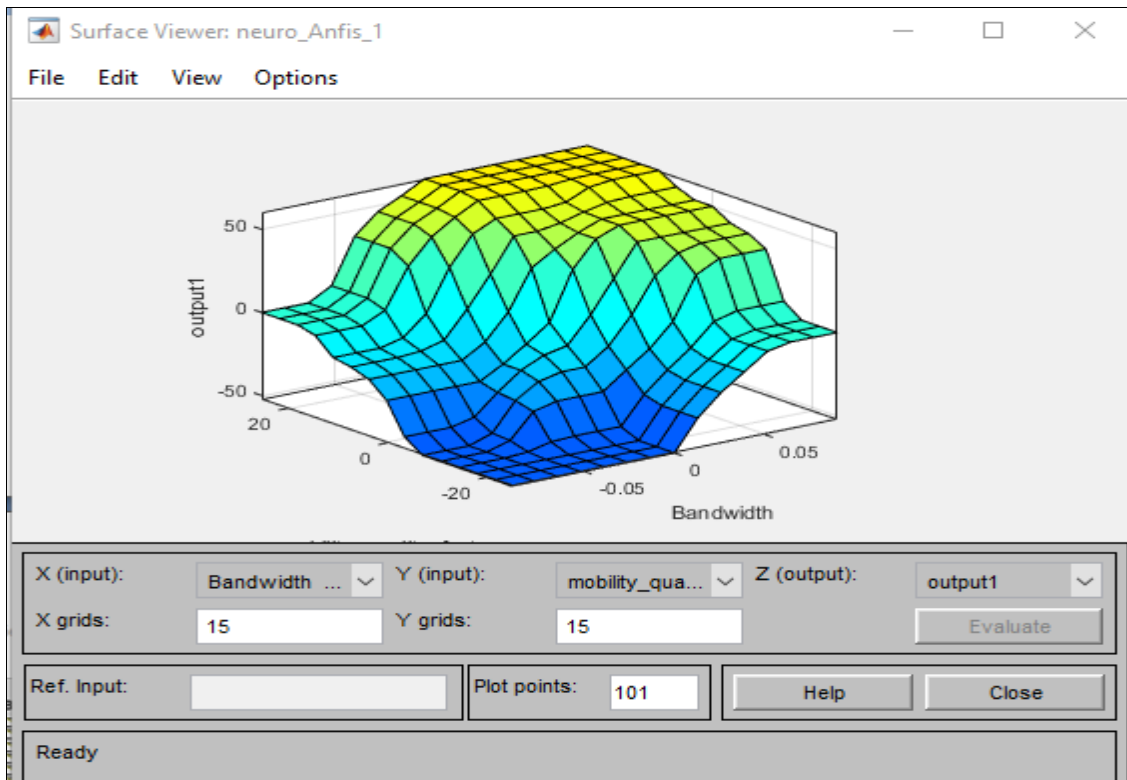 Surface Viewer: neuro_Anfis_1
File Edit View Options
50
0
-50
output1
20
0
-20
-0.05
0
0.05
Bandwidth
X (input): Bandwidth ... Y (input): mobility_qua... Z (output): output1
X grids: 15 Y grids: 15 Evaluate
Ref. Input: Plot points: 101 Help Close
Ready